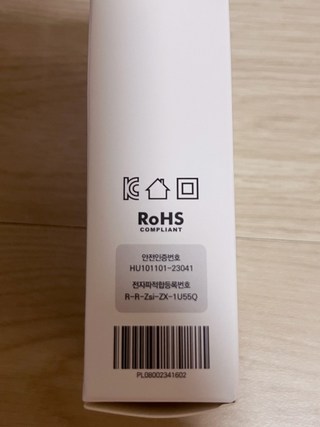 RoHS
COMPLIANT
안전인증번호
HU101101-23041
전자파적합등록번호
R-R-Zsi-ZX-1U55Q
PL08002341602